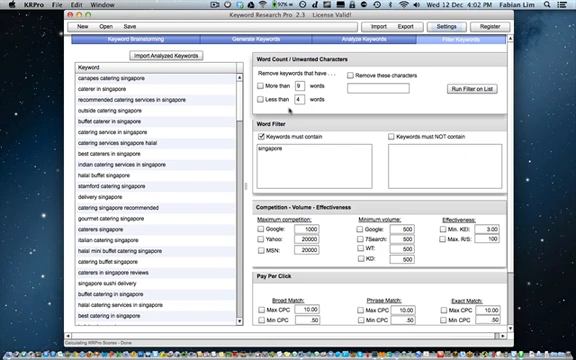 KRPro File Edit Window
97% Wed 12 Dec 4:02 PM Fabian Lim
Keyword Research Pro 2.3 License Valid!
New Open Save Import Export Settings Register
Keyword Brainstorming Generate Keywords Analyze Keywords Filter Keywords
Import Analyzed Keywords
Keyword
canapes catering singapore
caterer in singapore
recommended catering services singapore
outside catering singapore
buffet caterer in singapore
catering service in singapore
catering services singapore halal
best caterers in singapore
indian catering services in singapore
halal buffet singapore
stamford catering singapore
delivery singapore
catering singapore recommended
gourmet catering singapore
caterers singapore
italian catering singapore
halal mini buffet catering singapore
catering buffet singapore
caterers in singapore reviews
singapore sushi delivery
buffet catering in singapore
catering in singapore
best catering in singapore
Calculating KRPro Scores - Done
Word Count / Unwanted Characters
Remove keywords that have . . .
More than 9 words
Less than 4 words
Remove these characters
Run Filter on List
Word Filter
Keywords must contain
singapore
Keywords must NOT contain
Competition - Volume - Effectiveness
Maximum competition: Minimum volume: Effectiveness:
Google: 1000 Google: 500 Min. KEI: 3.00
Yahoo: 20000 7Search: 500 Max. R/S: 100
MSN: 20000 WT: 500
KD: 500
Pay Per Click
Broad Match: Phrase Match: Exact Match:
Max CPC 10.00 Max CPC 10.00 Max CPC 10.00
Min CPC .50 Min CPC .50 Min CPC .50